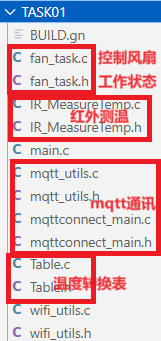 TASK01
BUILD.gn
fan_task.c 控制风扇
fan_task.h 工作状态
IR_MeasureTemp.c
红外测温
IR_MeasureTemp.h
main.c
mqtt_utils.c
mqtt_utils.h
mqtt通讯
mqttconnect_main.c
mqttconnect_main.h
Table.c
温度转换表
Table.h
wifi_utils.c
wifi_utils.h